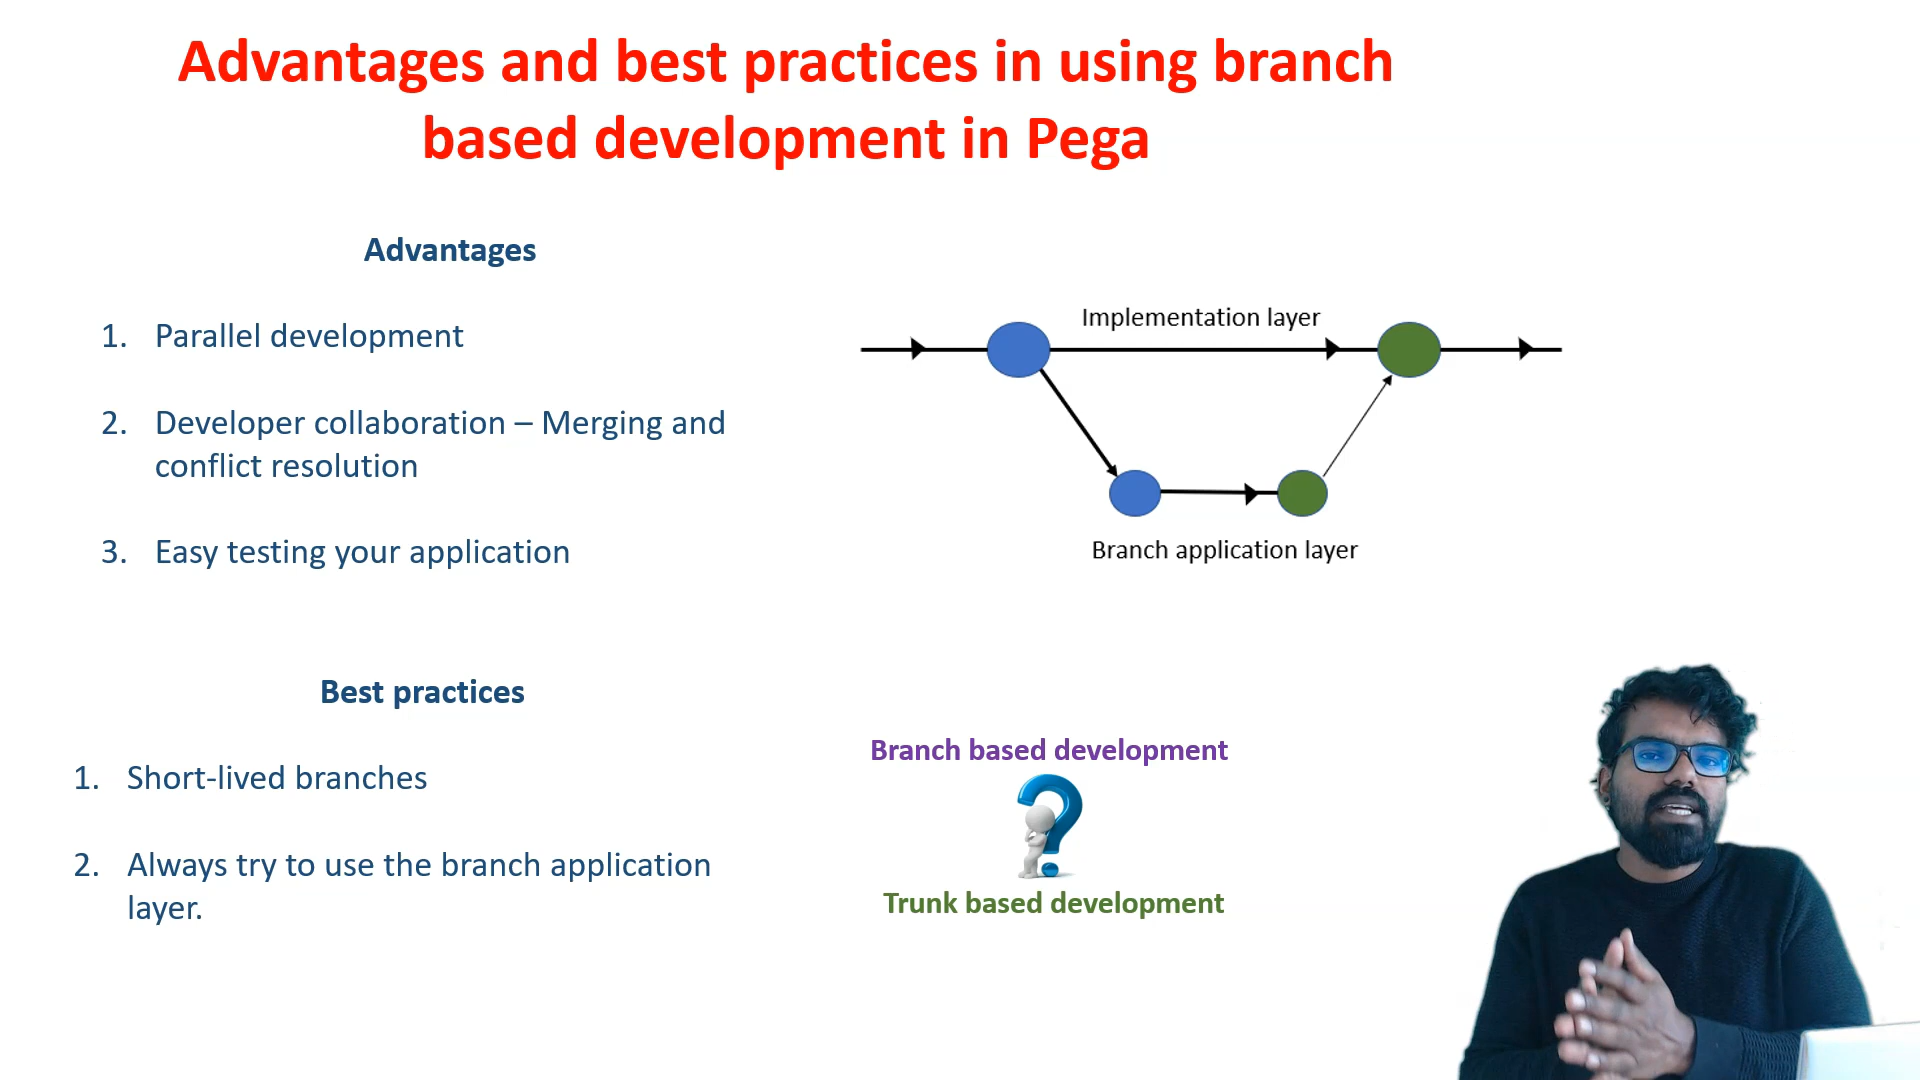 Advantages and best practices in using branch
based development in Pega
Advantages
1. Parallel development
2. Developer collaboration – Merging and
conflict resolution
3. Easy testing your application
Implementation layer
Branch application layer
Best practices
1. Short-lived branches
2. Always try to use the branch application
layer.
Branch based development
Trunk based development